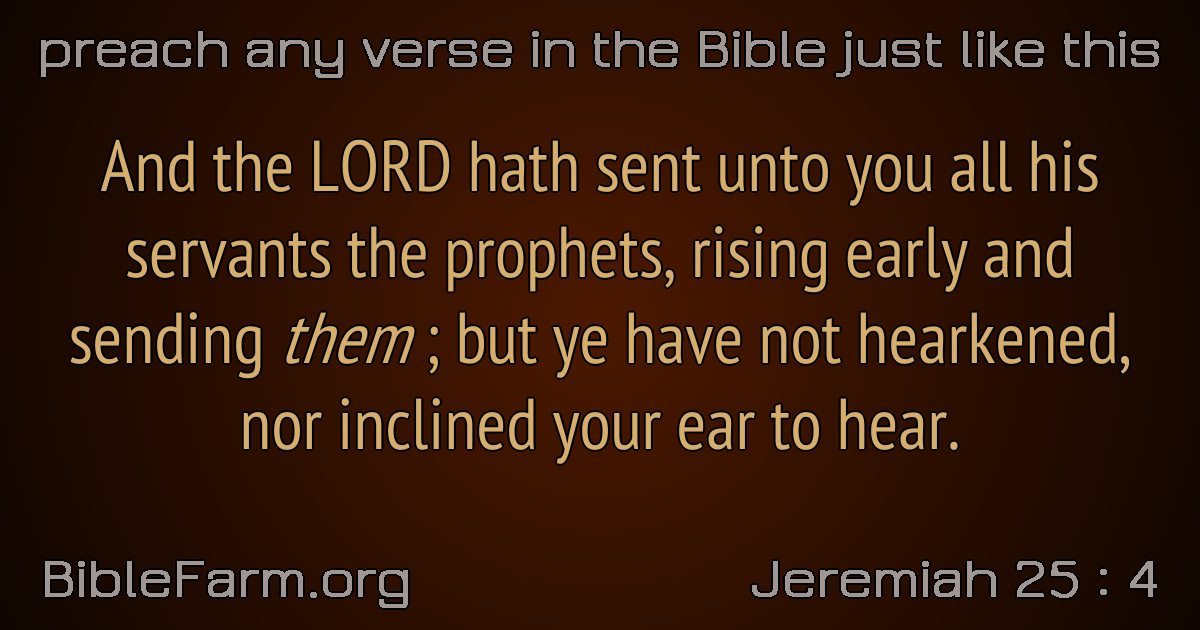 preach any verse in the Bible just like this
And the LORD hath sent unto you all his
servants the prophets, rising early and
sending them ; but ye have not hearkened,
nor inclined your ear to hear.
BibleFarm.org
Jeremiah 25 : 4